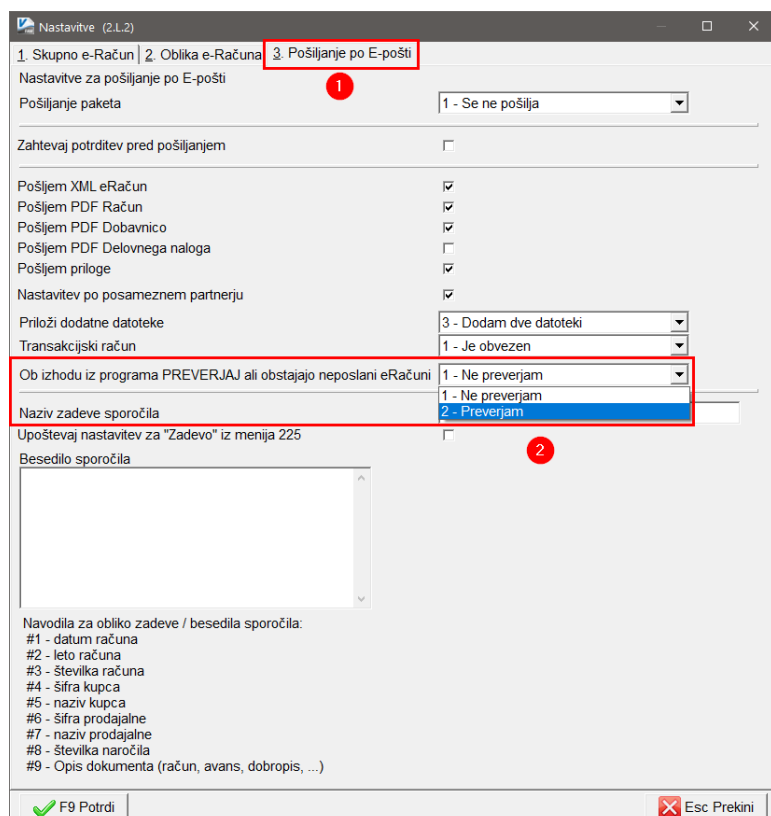 Nastavitve (2.L.2)
1. Skupno e-Račun 2. Oblika e-Računa 3. Pošiljanje po E-pošti
Nastavitve za pošiljanje po E-pošti
1
Pošiljanje paketa 1 - Se ne pošilja
Zahtevaj potrditev pred pošiljanjem
Pošljem XML eRačun
Pošljem PDF Račun
Pošljem PDF Dobavnico
Pošljem PDF Delovnega naloga
Pošljem priloge
Nastavitev po posameznem partnerju
Priloži dodatne datoteke 3 - Dodam dve datoteki
Transakcijski račun 1 - Je obvezen
Ob izhodu iz programa PREVERJAJ ali obstajajo neposlani eRačuni 1 - Ne preverjam
1 - Ne preverjam
Naziv zadeve sporočila 2 - Preverjam
Upoštevaj nastavitev za "Zadevo" iz menija 225
2
Besedilo sporočila
Navodila za obliko zadeve / besedila sporočila:
#1 - datum računa
#2 - leto računa
#3 - številka računa
#4 - šifra kupca
#5 - naziv kupca
#6 - šifra prodajalne
#7 - naziv prodajalne
#8 - številka naročila
#9 - Opis dokumenta (račun, avans, dobropis, ...)
F9 Potrdi Esc Prekini